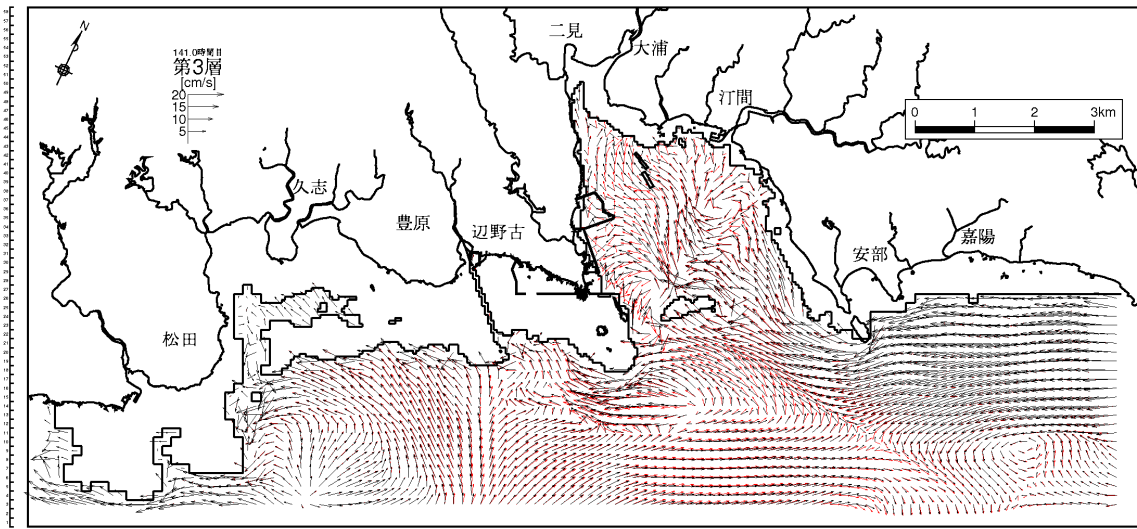 N
141.0時間目
第3層
[cm/s]
20
15
10
5
二見
大浦
汀間
0 1 2 3km
久志
豊原
辺野古
安部
嘉陽
松田